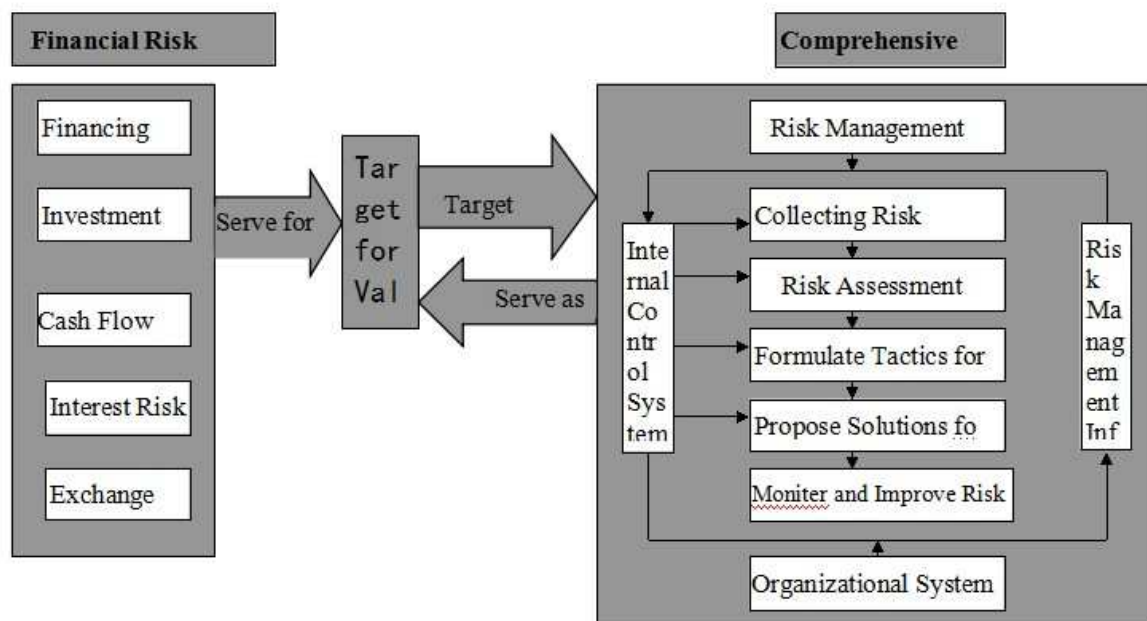 Financial Risk
Comprehensive
Financing
Investment
Cash Flow
Interest Risk
Exchange
Serve for
Tar
get
for
Val
Target
Serve as
Risk Management
Collecting Risk
Risk Assessment
Formulate Tactics for
Propose Solutions fo
Moniter and Improve Risk
Organizational System
Inte
rnal
Co
ntr
ol
Sys
tem
Ris
k
Ma
nag
em
ent
Inf